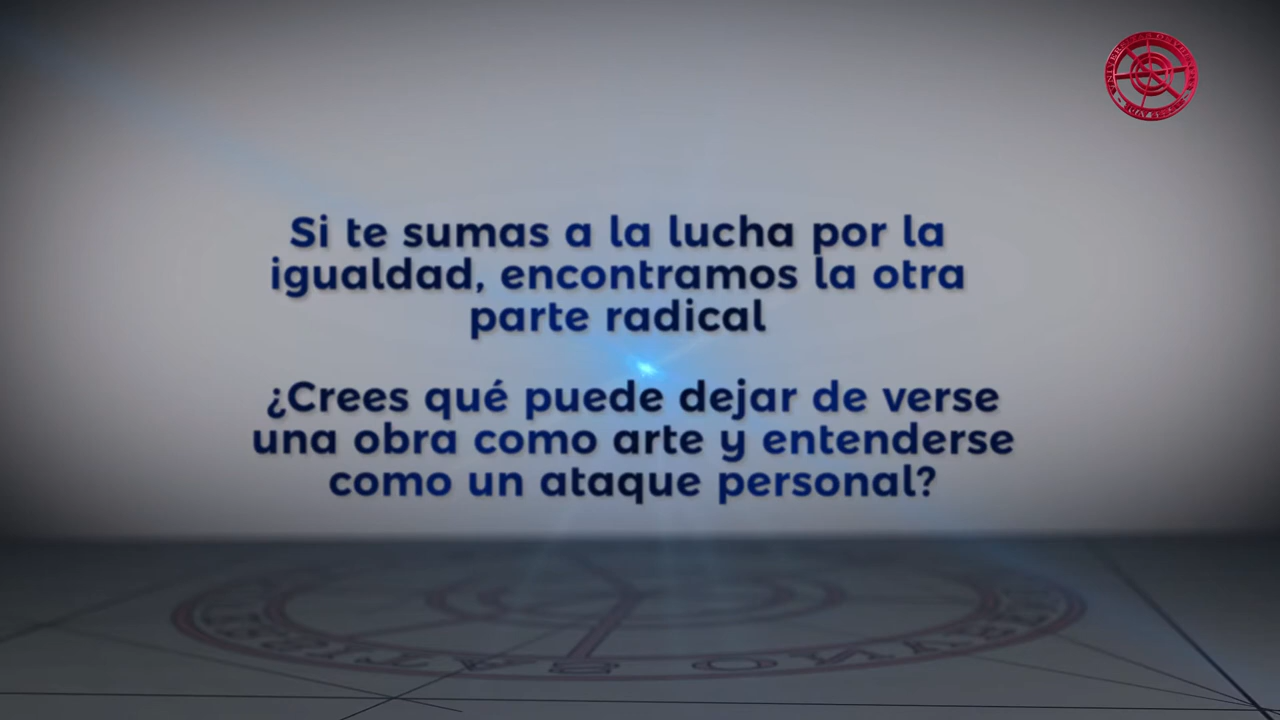 Si te sumas a la lucha por la
igualdad, encontramos la otra
parte radical
¿Crees qué puede dejar de verse
una obra como arte y entenderse
como un ataque personal?